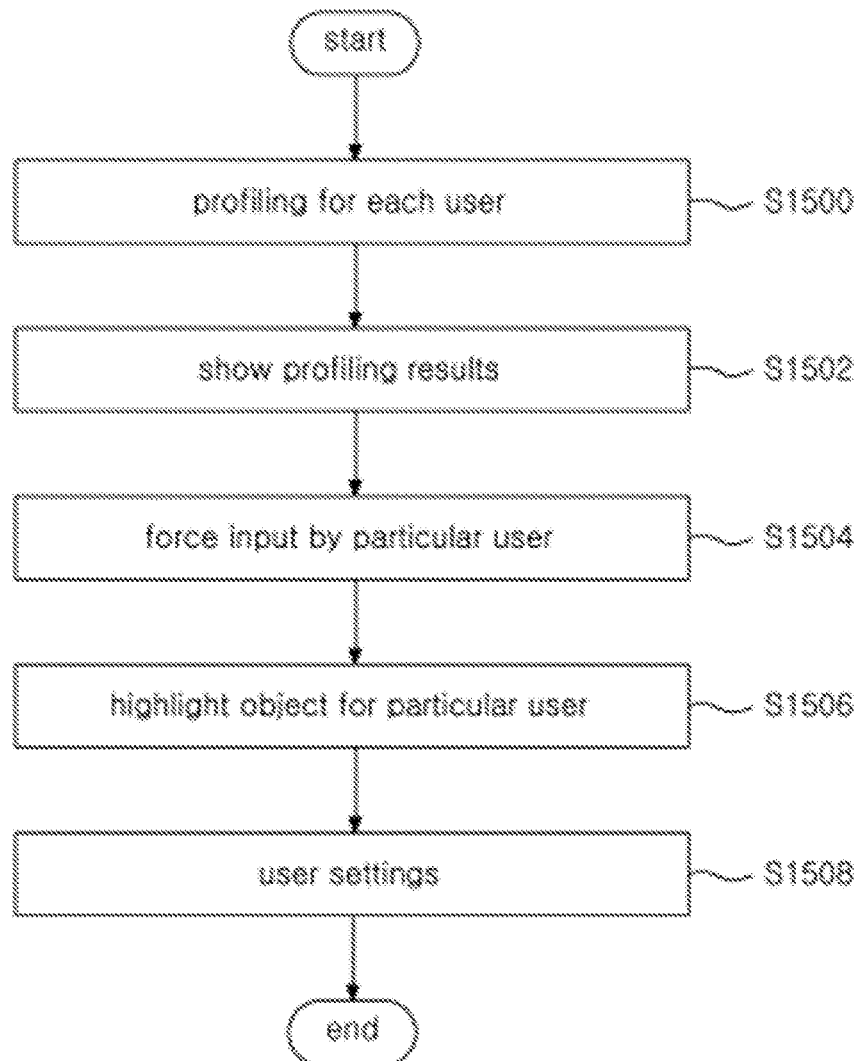 start
profiling for each user
S1500
show profiling results
S1502
force input by particular user
S1504
highlight object for particular user
S1506
user settings
S1508
end